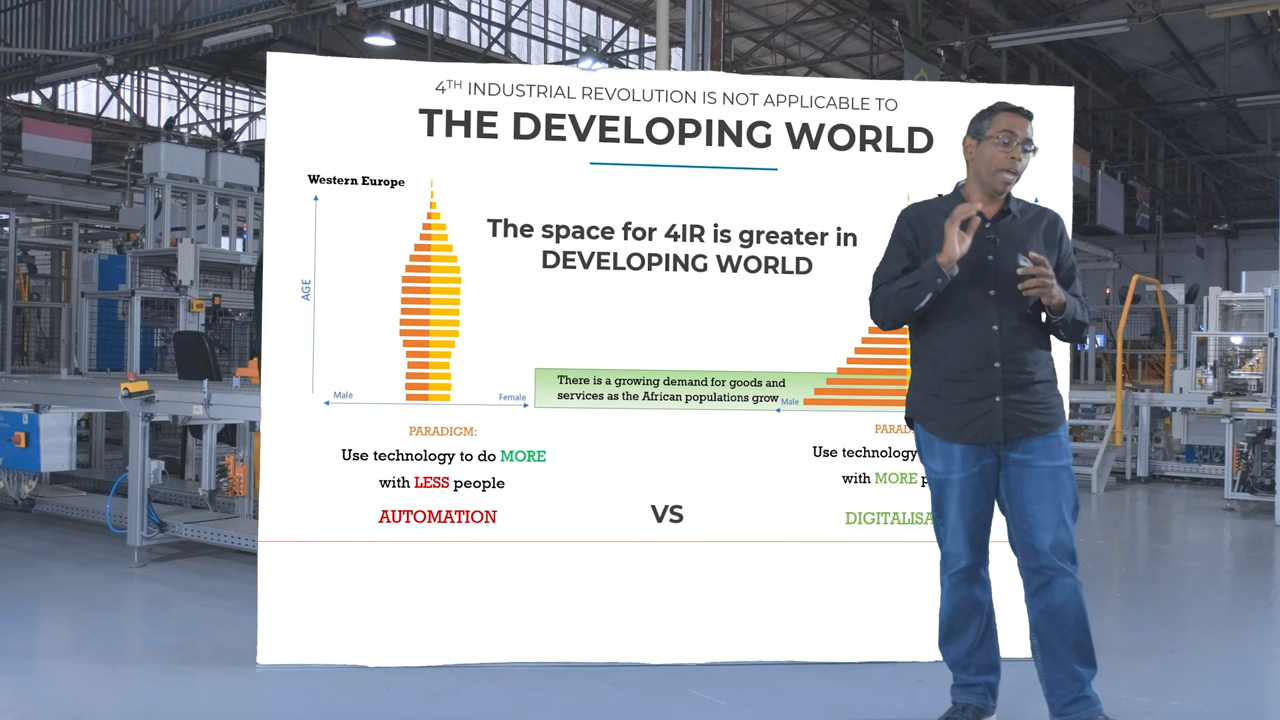 4TH INDUSTRIAL REVOLUTION IS NOT APPLICABLE TO
THE DEVELOPING WORLD
Western Europe
The space for 4IR is greater in
DEVELOPING WORLD
AGE
There is a growing demand for goods and
services as the African populations grow
Male
Female
Male
PARADIGM:
Use technology to do MORE
with LESS people
AUTOMATION
VS
Use technology
with MORE